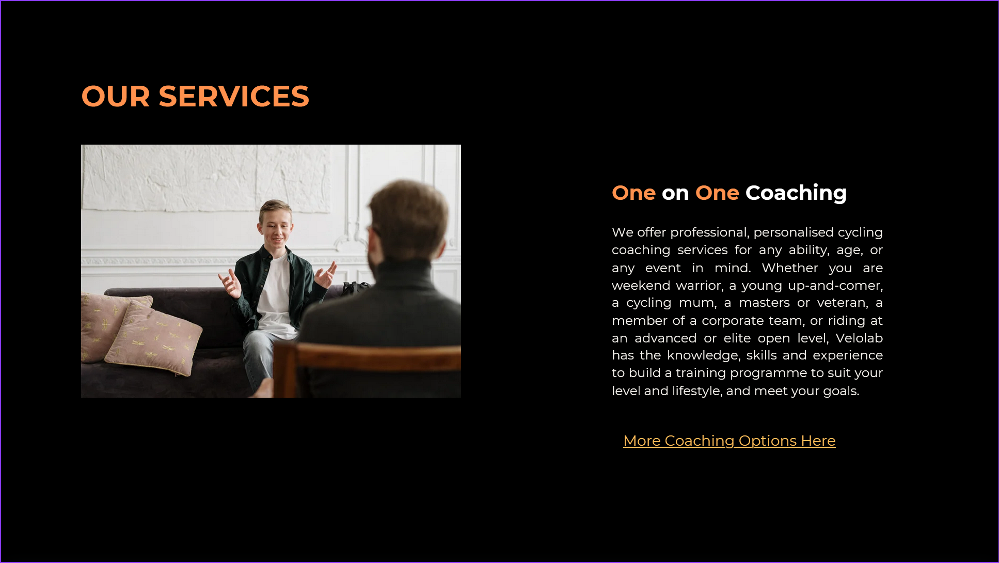 OUR SERVICES
One on One Coaching
We offer professional, personalised cycling
coaching services for any ability, age, or
any event in mind. Whether you are
weekend warrior, a young up-and-comer,
a cycling mum, a masters or veteran, a
member of a corporate team, or riding at
an advanced or elite open level, Velolab
has the knowledge, skills and experience
to build a training programme to suit your
level and lifestyle, and meet your goals.
More Coaching Options Here